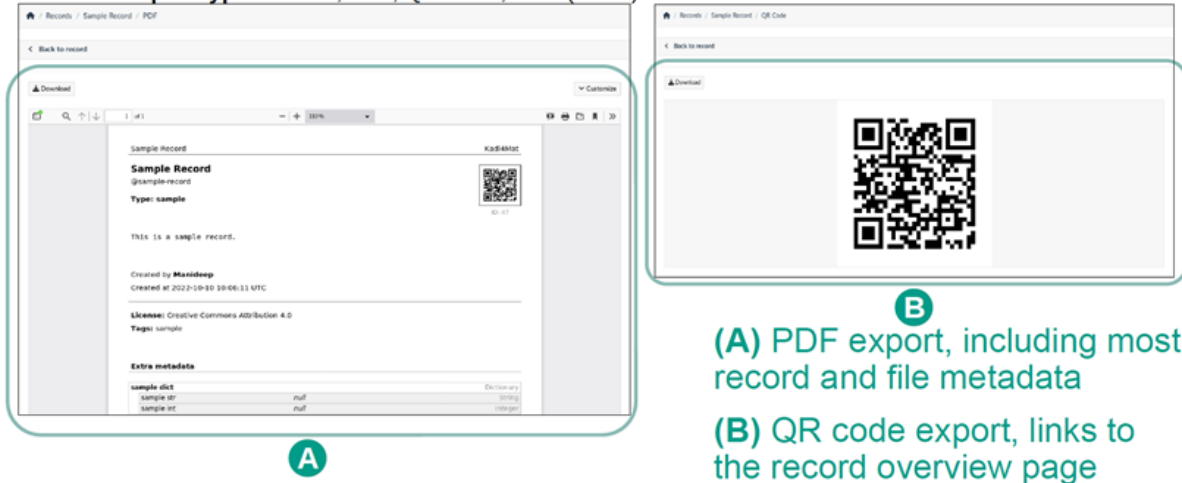 / Records / Sample Record / PDF
< Back to record
Download
Customize
1 of 1
Sample Record
Kadi4Mat
Sample Record
@sample-record
Type: sample
ID: 47
This is a sample record.
Created by Manideep
Created at 2022-10-10 10:06:11 UTC
License: Creative Commons Attribution 4.0
Tags: sample
Extra metadata
sample dict Dictionary
sample str null String
sample int null Integer
A
/ Records / Sample Record / QR Code
< Back to record
Download
B
(A) PDF export, including most
record and file metadata
(B) QR code export, links to
the record overview page